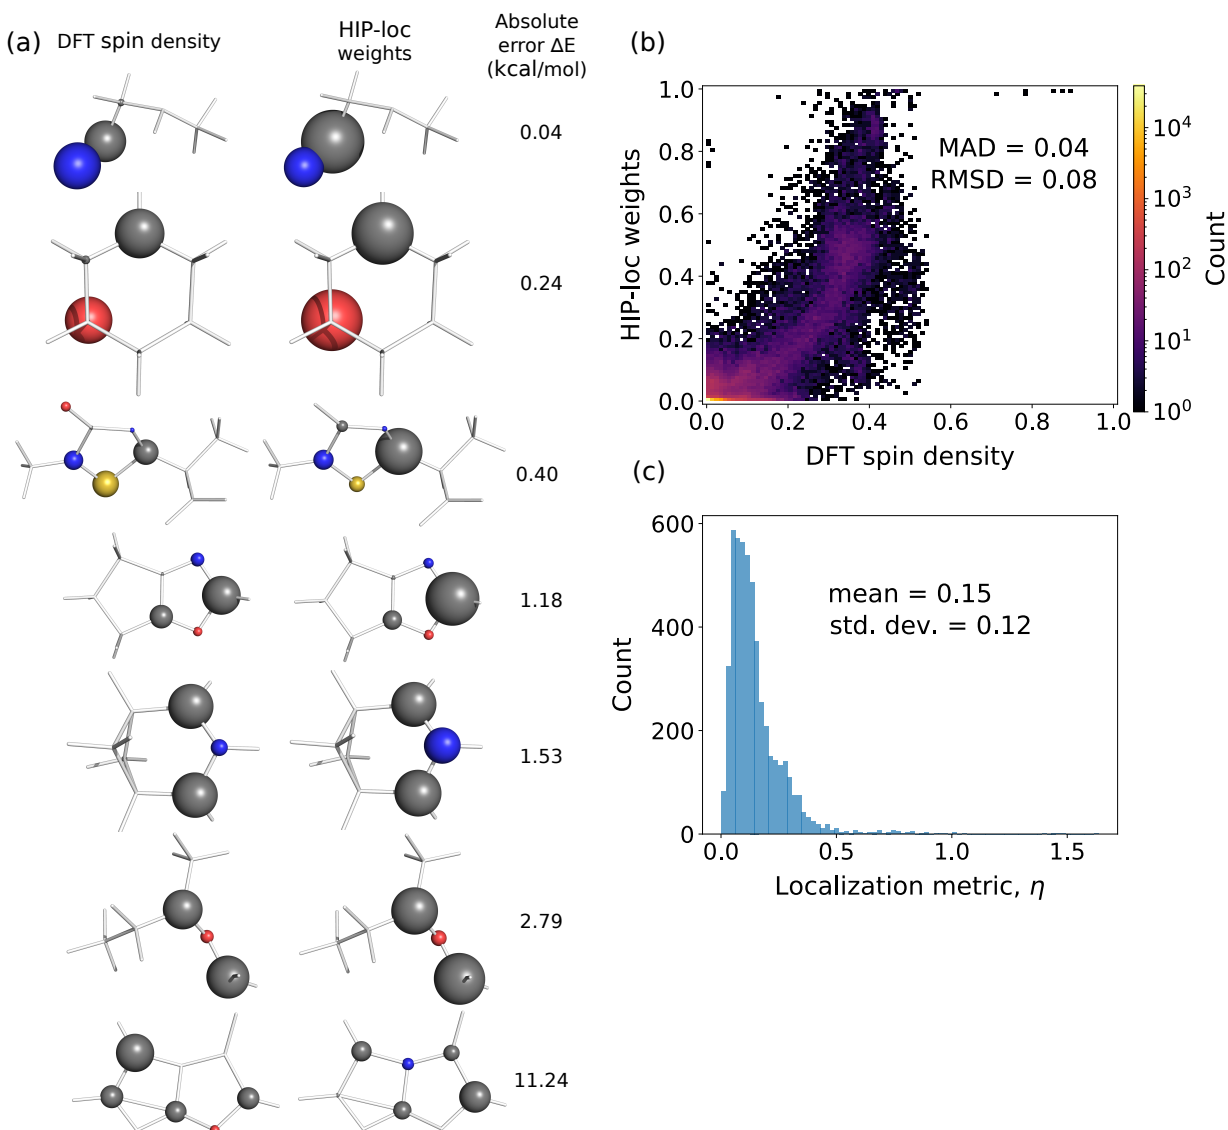 (a)
DFT spin density
HIP-loc
weights
Absolute
error ΔE
(kcal/mol)
0.04
0.24
0.40
1.18
1.53
2.79
11.24
(b)
1.0
0.8
0.6
0.4
0.2
0.0
HIP-loc weights
MAD = 0.04
RMSD = 0.08
0.0 0.2 0.4 0.6 0.8 1.0
DFT spin density
10⁴
10³
10²
10¹
10⁰
Count
(c)
600
400
200
0
Count
mean = 0.15
std. dev. = 0.12
0.0 0.5 1.0 1.5
Localization metric, η